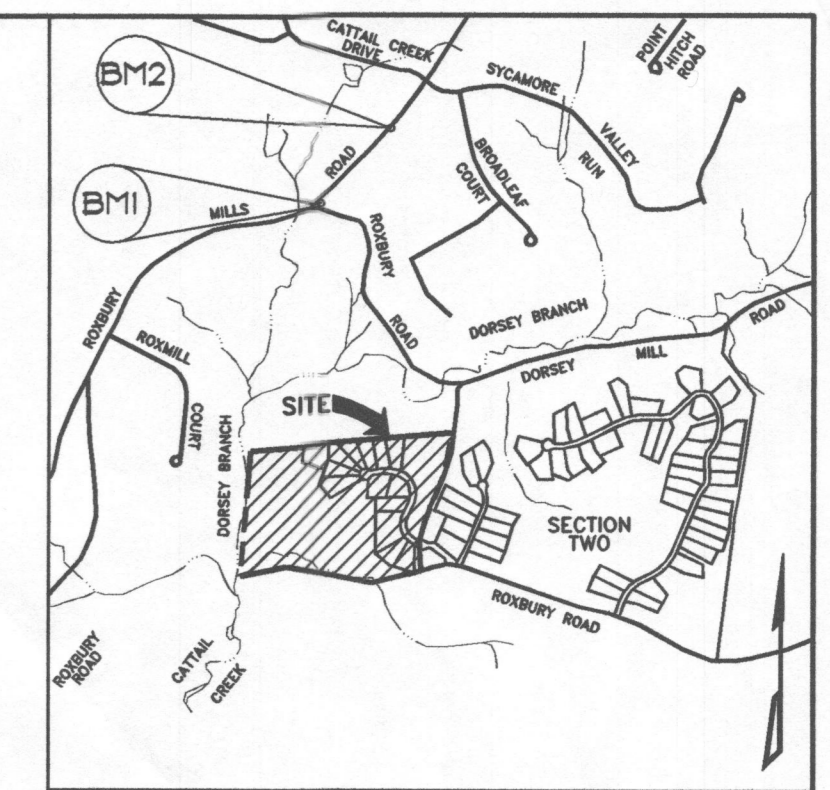 CATTAIL CREEK
DRIVE
POINT
HITCH
ROAD
BM2
SYCAMORE
VALLEY
RUN
ROAD
BROADLEAF
COURT
BM1
MILLS
ROXBURY
ROXBURY
ROAD
DORSEY BRANCH
ROAD
MILL
DORSEY
ROXMILL
COURT
SITE
DORSEY BRANCH
SECTION
TWO
ROXBURY ROAD
ROXBURY
ROAD
CATTAIL
CREEK